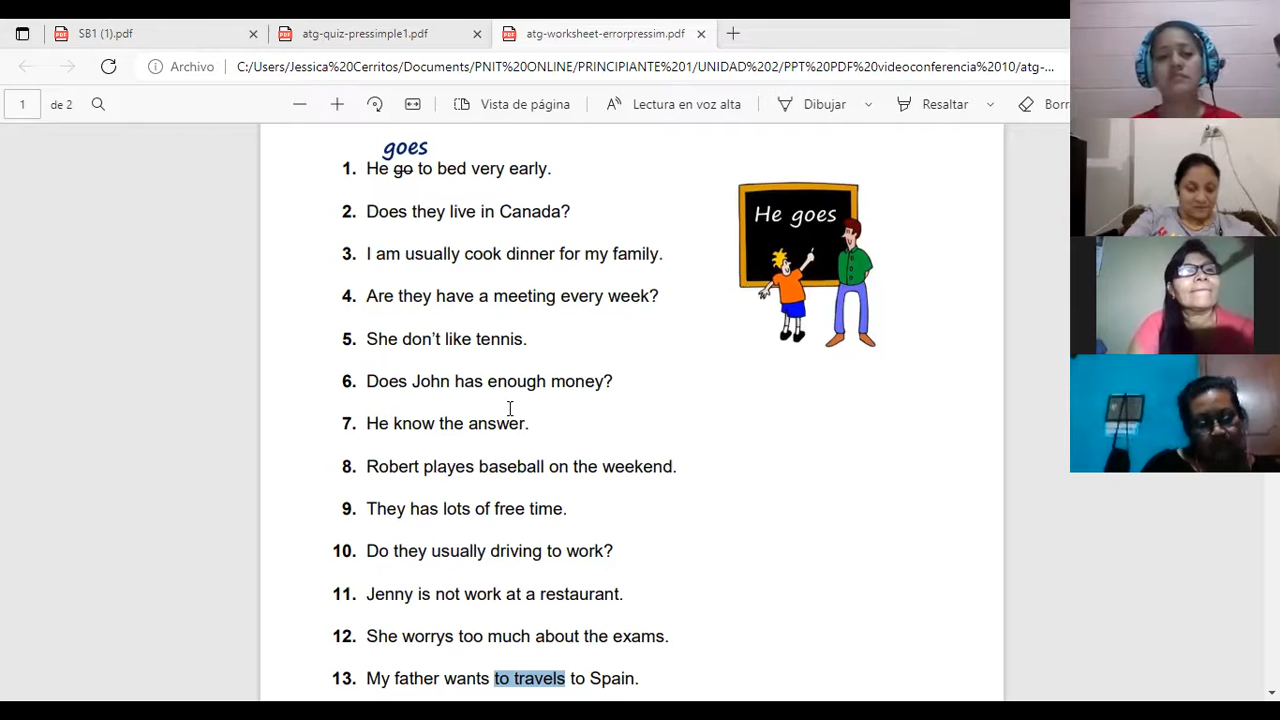 SB1 (1).pdf
atg-quiz-pressimple1.pdf
atg-worksheet-errorpressim.pdf
Archivo
C:/Users/Jessica%20Cerritos/Documents/PNIT%20ONLINE/PRINCIPIANTE%201/UNIDAD%202/PPT%20PDF%20videoconferencia%2010/atg-...
1 de 2
Vista de página
Lectura en voz alta
Dibujar
Resaltar
Borr
goes
1. He go to bed very early.
He goes
2. Does they live in Canada?
3. I am usually cook dinner for my family.
4. Are they have a meeting every week?
5. She don't like tennis.
6. Does John has enough money?
7. He know the answer.
8. Robert playes baseball on the weekend.
9. They has lots of free time.
10. Do they usually driving to work?
11. Jenny is not work at a restaurant.
12. She worrys too much about the exams.
13. My father wants to travels to Spain.